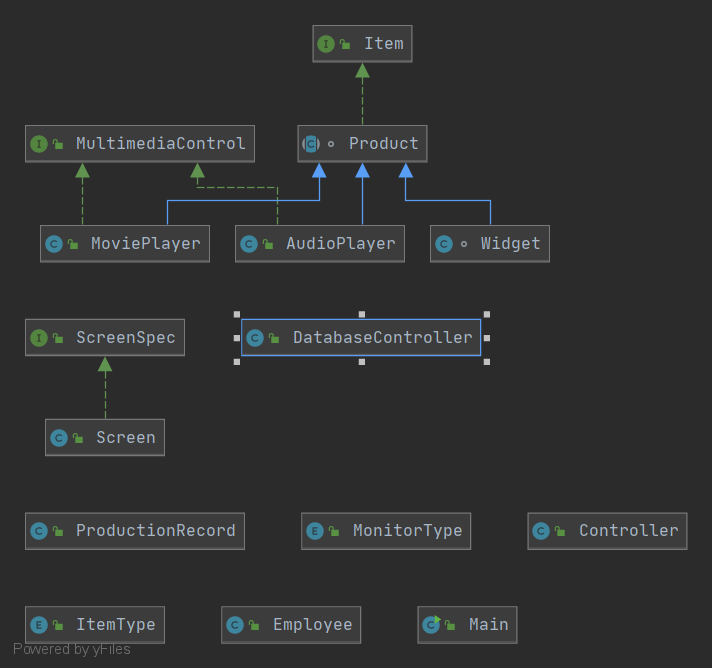 Item
MultimediaControl
Product
MoviePlayer
AudioPlayer
Widget
ScreenSpec
DatabaseController
Screen
ProductionRecord
MonitorType
Controller
ItemType
Employee
Main
Powered by yFiles